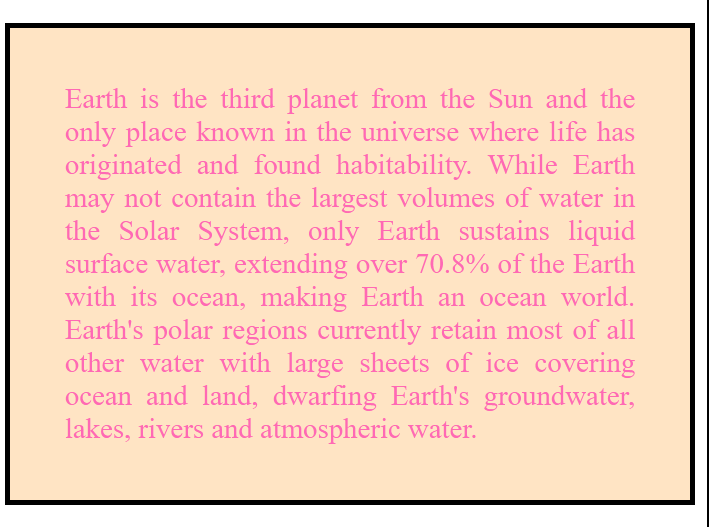 Earth is the third planet from the Sun and the
only place known in the universe where life has
originated and found habitability. While Earth
may not contain the largest volumes of water in
the Solar System, only Earth sustains liquid
surface water, extending over 70.8% of the Earth
with its ocean, making Earth an ocean world.
Earth's polar regions currently retain most of all
other water with large sheets of ice covering
ocean and land, dwarfing Earth's groundwater,
lakes, rivers and atmospheric water.